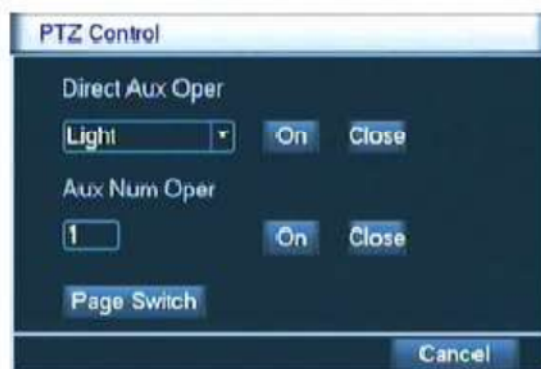 PTZ Control
Direct Aux Oper
Light On Close
Aux Num Oper
1 On Close
Page Switch
Cancel